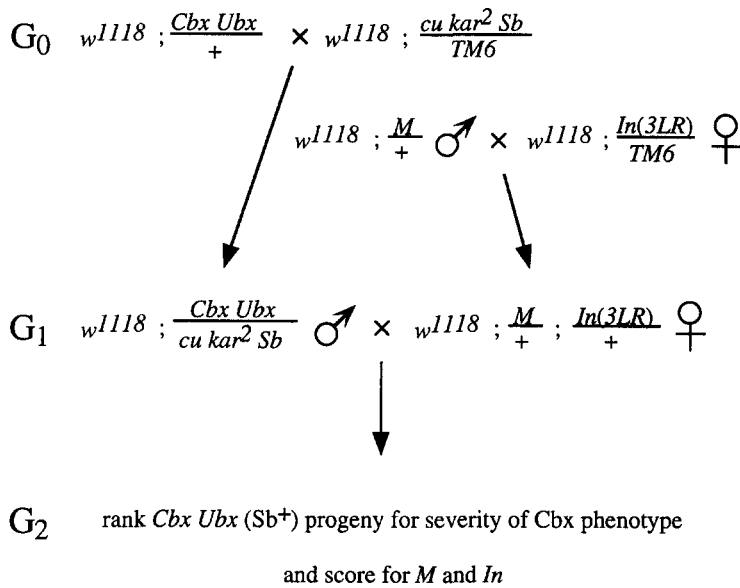 G₀ w¹¹¹⁸ ; Cbx Ubx / + × w¹¹¹⁸ ; cu kar² Sb / TM6
w¹¹¹⁸ ; M / + ♂ × w¹¹¹⁸ ; In(3LR) / TM6 ♀
G₁ w¹¹¹⁸ ; Cbx Ubx / cu kar² Sb ♂ × w¹¹¹⁸ ; M / + ; In(3LR) / + ♀
G₂ rank Cbx Ubx (Sb⁺) progeny for severity of Cbx phenotype
and score for M and In